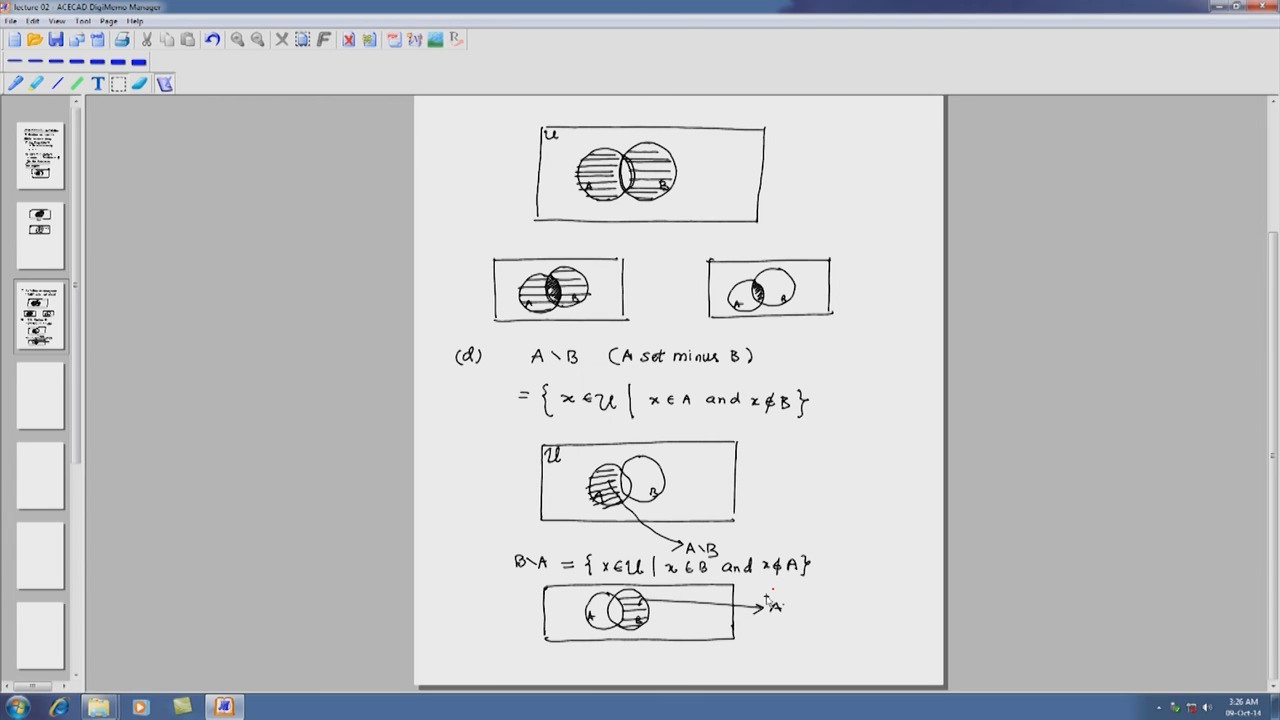 lecture 02 - ACECAD DigiMemo Manager
File Edit View Tool Page Help
U
A B
A B
A B
(d) A \ B (A set minus B)
= { x ∈ U | x ∈ A and x ∉ B }
U
A B
A\B
B\A = { x ∈ U | x ∈ B and x ∉ A }
A B
A
3:26 AM
09-Oct-14